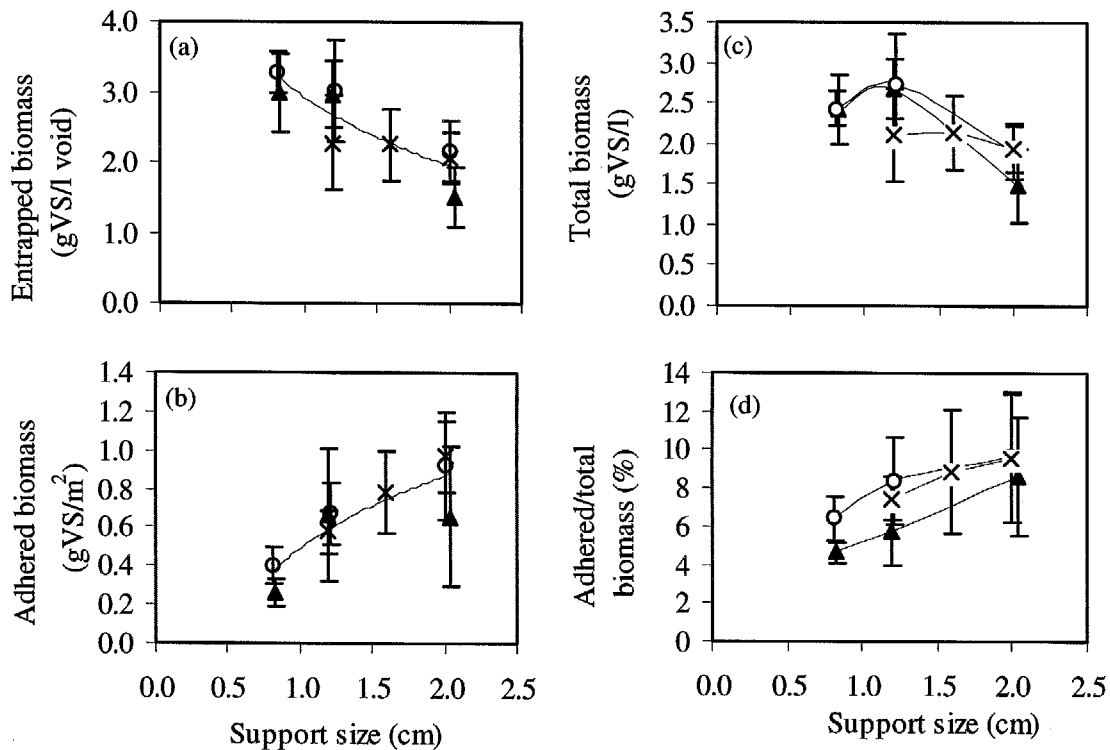 Entrapped biomass
(gVS/l void)
4.0
3.0
2.0
1.0
0.0
(a)
Total biomass
(gVS/l)
3.5
3.0
2.5
2.0
1.5
1.0
0.5
0.0
(c)
Adhered biomass
(gVS/m²)
1.4
1.2
1.0
0.8
0.6
0.4
0.2
0.0
(b)
0.0 0.5 1.0 1.5 2.0 2.5
Support size (cm)
Adhered/total
biomass (%)
14
12
10
8
6
4
2
0
(d)
0.0 0.5 1.0 1.5 2.0 2.5
Support size (cm)